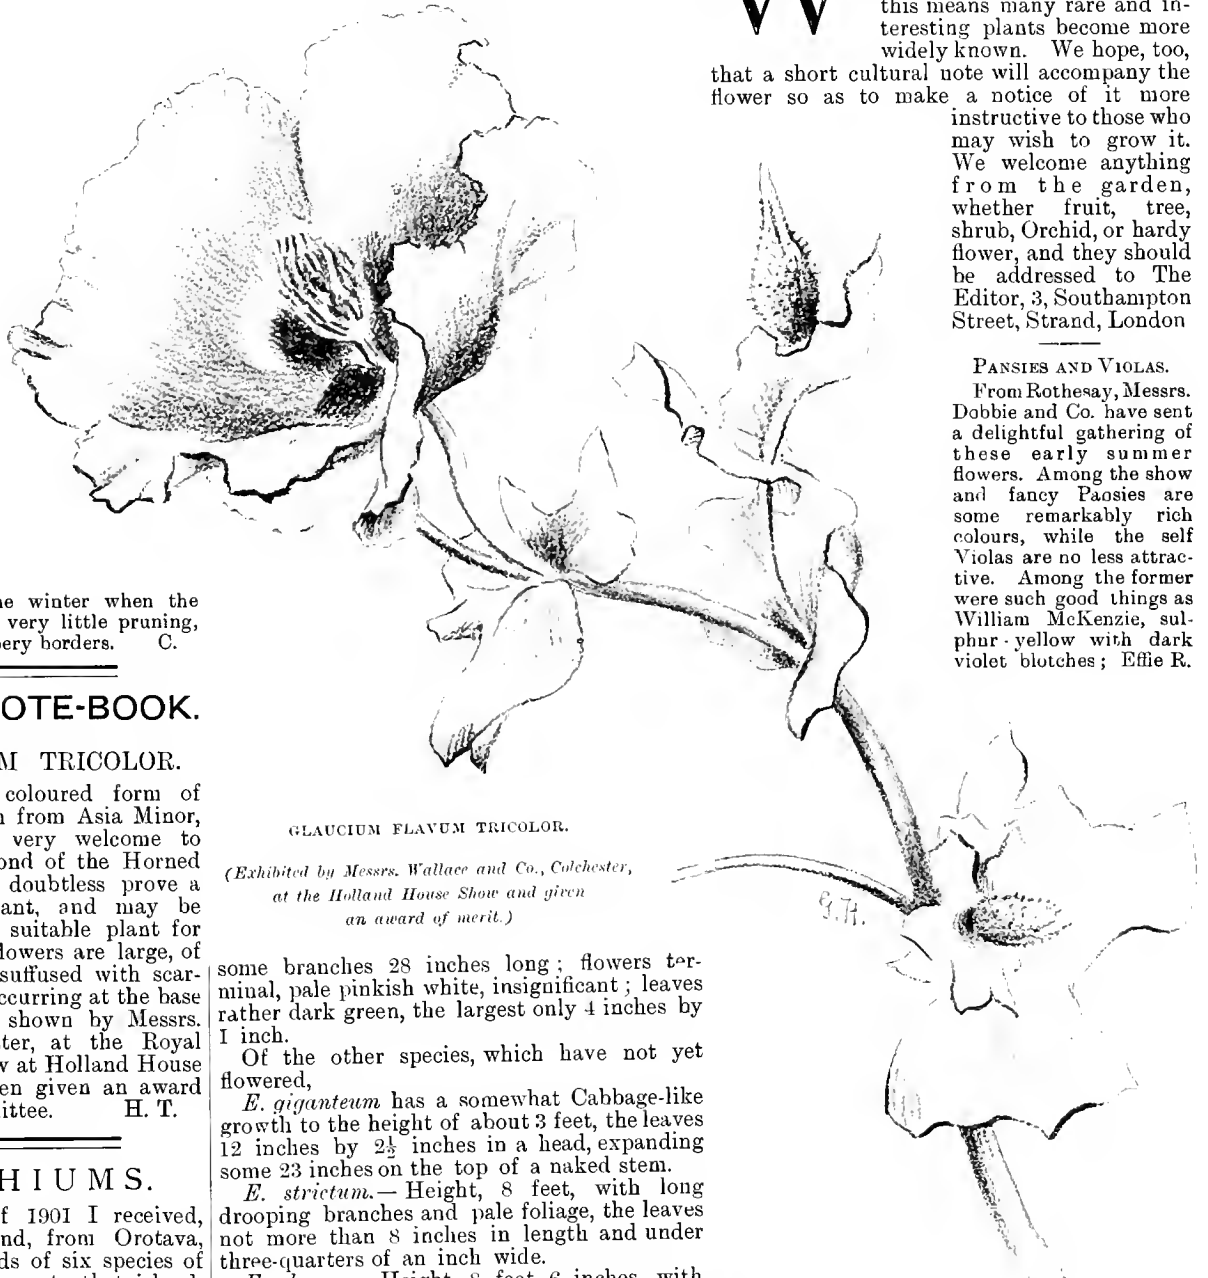 he winter when the
very little pruning,
ery borders. C.
OTE-BOOK.
M TRICOLOR.
coloured form of
from Asia Minor,
very welcome to
ond of the Horned
doubtless prove a
ant, and may be
suitable plant for
lowers are large, of
suffused with scar-
ccurring at the base
shown by Messrs.
ter, at the Royal
w at Holland House
en given an award
ittee. H. T.
HIUMS.
f 1901 I received,
nd, from Orotava,
ds of six species of
GLAUCIUM FLAVUM TRICOLOR.
(Exhibited by Messrs. Wallace and Co., Colchester,
at the Holland House Show and given
an award of merit.)
G.H.
some branches 28 inches long; flowers ter-
minal, pale pinkish white, insignificant; leaves
rather dark green, the largest only 4 inches by
1 inch.
Of the other species, which have not yet
flowered,
E. giganteum has a somewhat Cabbage-like
growth to the height of about 3 feet, the leaves
12 inches by 2½ inches in a head, expanding
some 23 inches on the top of a naked stem.
E. strictum.— Height, 8 feet, with long
drooping branches and pale foliage, the leaves
not more than 8 inches in length and under
three-quarters of an inch wide.
Height, 8 feet 6 inches, with
W
this means many rare and in-
teresting plants become more
widely known. We hope, too,
that a short cultural note will accompany the
flower so as to make a notice of it more
instructive to those who
may wish to grow it.
We welcome anything
from the garden,
whether fruit, tree,
shrub, Orchid, or hardy
flower, and they should
be addressed to The
Editor, 3, Southampton
Street, Strand, London
PANSIES AND VIOLAS.
From Rothesay, Messrs.
Dobbie and Co. have sent
a delightful gathering of
these early summer
flowers. Among the show
and fancy Pansies are
some remarkably rich
colours, while the self
Violas are no less attrac-
tive. Among the former
were such good things as
William McKenzie, sul-
phur-yellow with dark
violet blotches; Effie R.